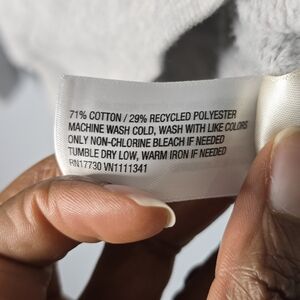 71% COTTON / 29% RECYCLED POLYESTER
MACHINE WASH COLD, WASH WITH LIKE COLORS
ONLY NON-CHLORINE BLEACH IF NEEDED
TUMBLE DRY LOW, WARM IRON IF NEEDED
RN17730 VN1111341